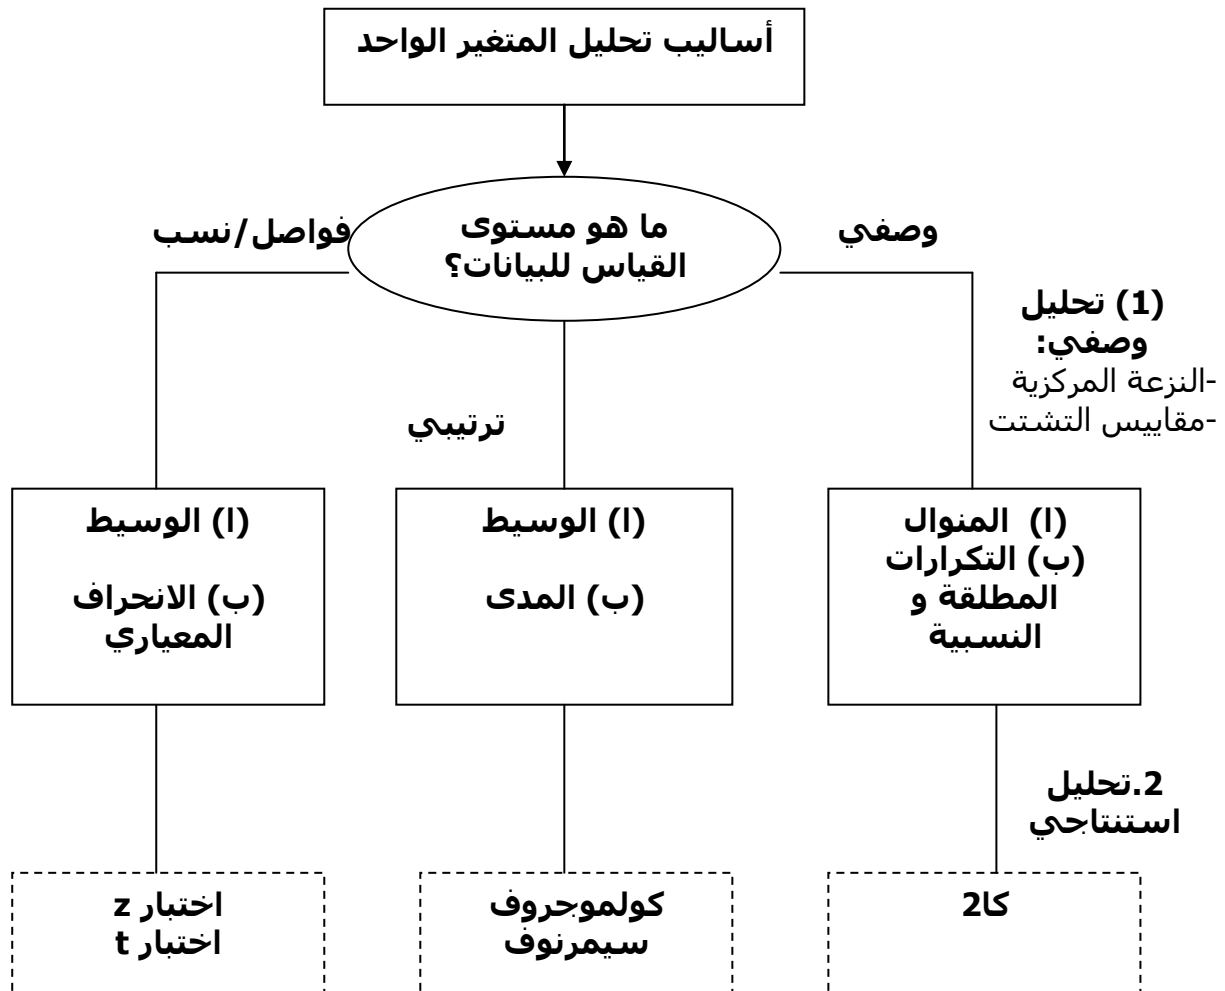 أساليب تحليل المتغير الواحد
ما هو مستوى
القياس للبيانات؟
وصفي
فواصل/نسب
(1) تحليل
وصفي:
-النزعة المركزية
-مقاييس التشتت
ترتيبي
(ا) المنوال
(ب) التكرارات
المطلقة و
النسبية
(ا) الوسيط
(ب) المدى
(ا) الوسيط
(ب) الانحراف
المعياري
2.تحليل
استنتاجي
كا2
كولموجروف
سيمرنوف
اختبار z
اختبار t